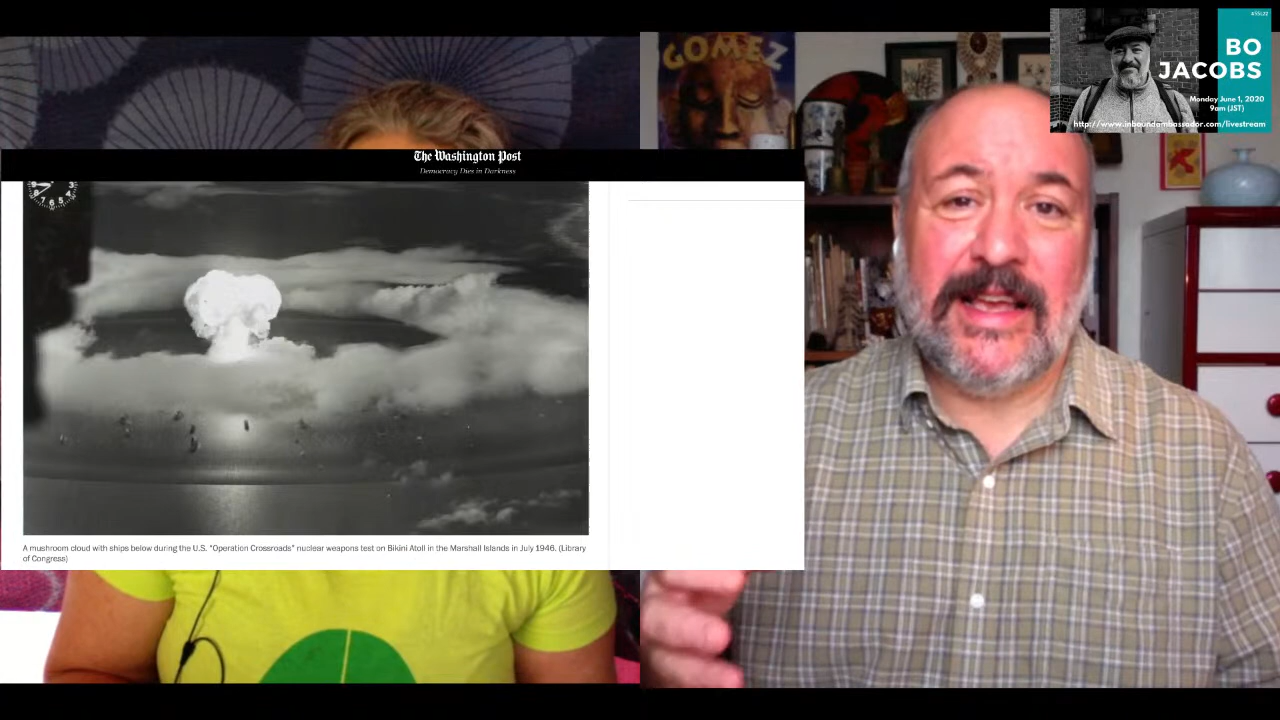 GOMEZ
#SSL22
BO
JACOBS
Monday June 1, 2020
9am (JST)
http://www.inboundambassador.com/livestream
The Washington Post
Democracy Dies in Darkness
A mushroom cloud with ships below during the U.S. "Operation Crossroads" nuclear weapons test on Bikini Atoll in the Marshall Islands in July 1946. (Library
of Congress)